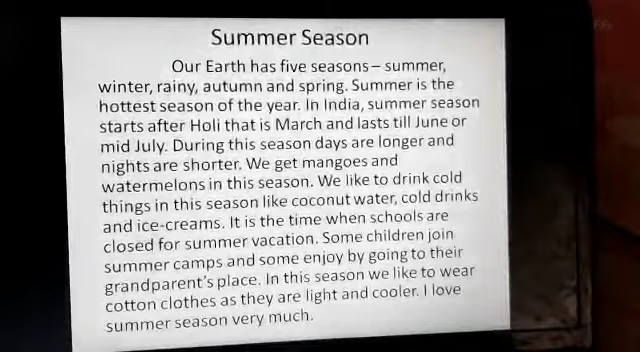 Summer Season
Our Earth has five seasons – summer,
winter, rainy, autumn and spring. Summer is the
hottest season of the year. In India, summer season
starts after Holi that is March and lasts till June or
mid July. During this season days are longer and
nights are shorter. We get mangoes and
watermelons in this season. We like to drink cold
things in this season like coconut water, cold drinks
and ice-creams. It is the time when schools are
closed for summer vacation. Some children join
summer camps and some enjoy by going to their
grandparent's place. In this season we like to wear
cotton clothes as they are light and cooler. I love
summer season very much.